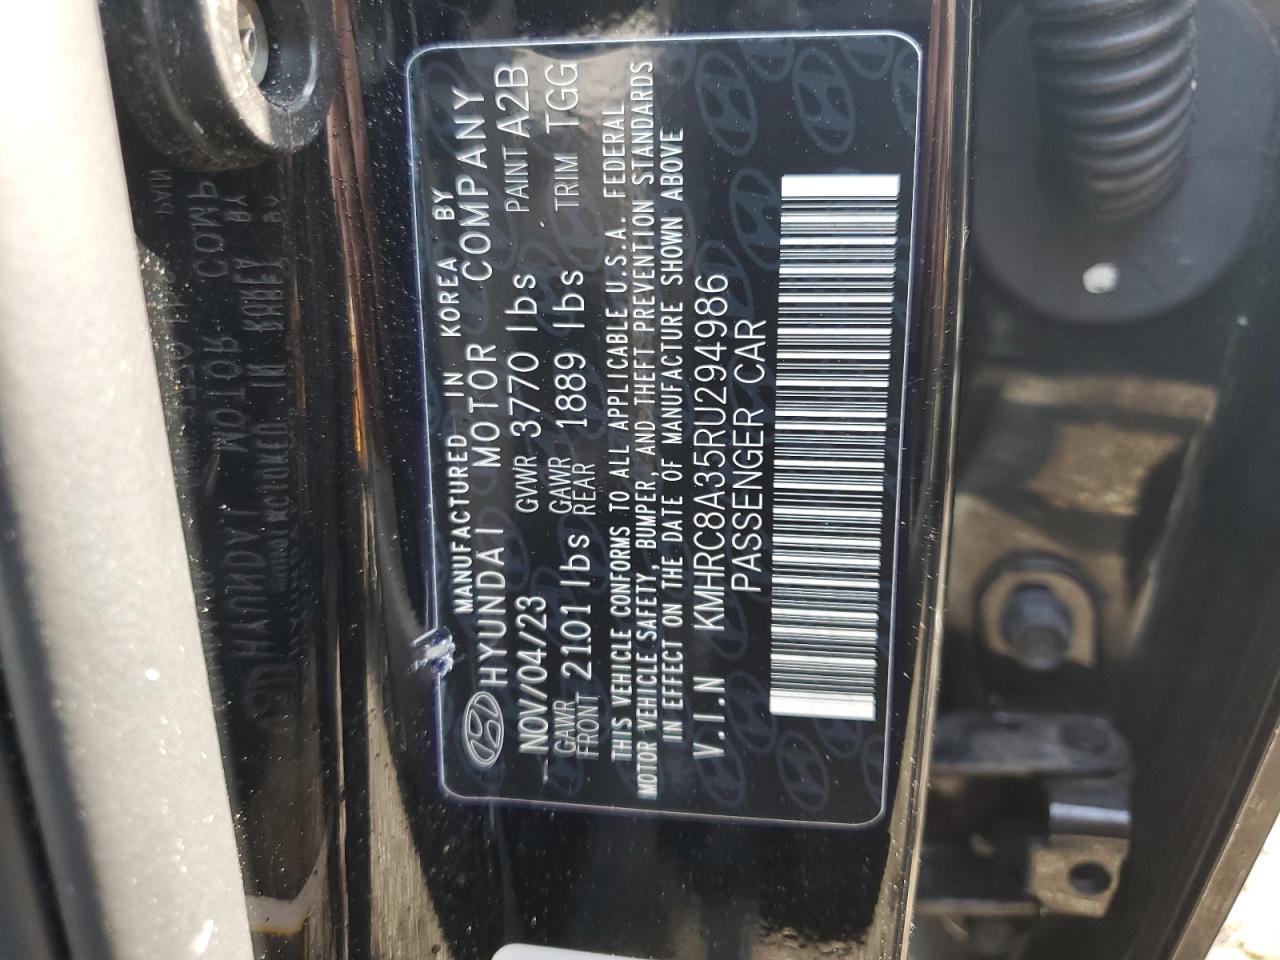 MANUFACTURED IN KOREA BY
HYUNDAI MOTOR COMPANY
NOV/04/23 GVWR 3770 lbs PAINT A2B
GAWR FRONT 2101 lbs GAWR REAR 1889 lbs TRIM TGG
THIS VEHICLE CONFORMS TO ALL APPLICABLE U.S.A. FEDERAL
MOTOR VEHICLE SAFETY, BUMPER, AND THEFT PREVENTION STANDARDS
IN EFFECT ON THE DATE OF MANUFACTURE SHOWN ABOVE
V.I.N KMHRC8A35RU294986
PASSENGER CAR